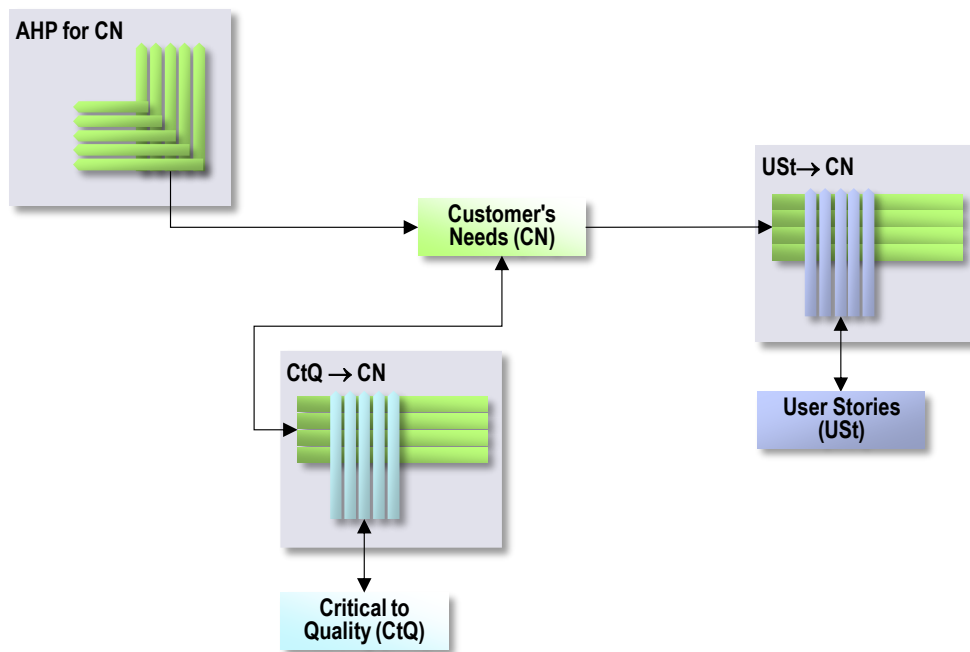 AHP for CN
USt→ CN
Customer's
Needs (CN)
CtQ → CN
User Stories
(USt)
Critical to
Quality (CtQ)